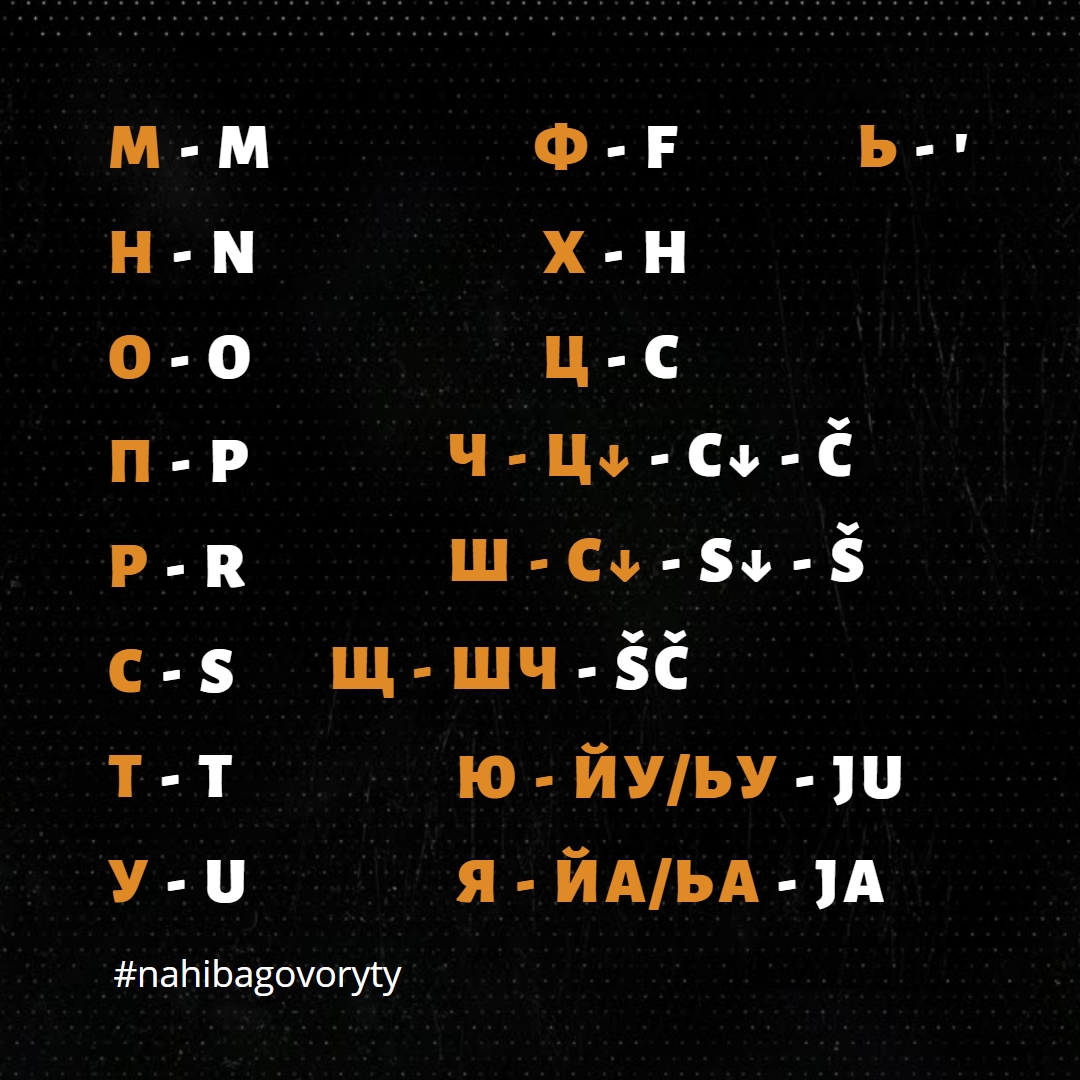 М - M Ф - F Ь - '
Н - N Х - H
О - O Ц - C
П - P Ч - Ц↓ - C↓ - Č
Р - R Ш - С↓ - S↓ - Š
С - S Щ - ШЧ - ŠČ
Т - T Ю - ЙУ/ЬУ - JU
У - U Я - ЙА/ЬА - JA
#nahibagovoryty